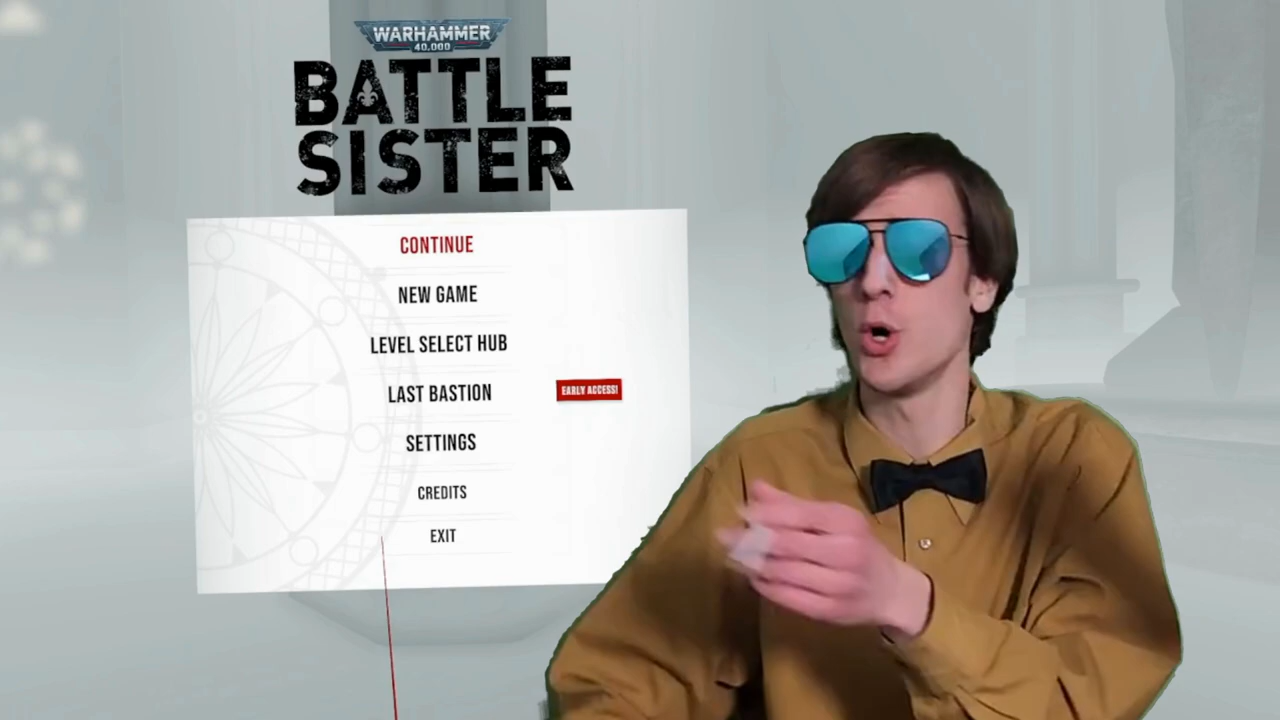 WARHAMMER
40,000
BATTLE
SISTER
CONTINUE
NEW GAME
LEVEL SELECT HUB
LAST BASTION
EARLY ACCESS!
SETTINGS
CREDITS
EXIT